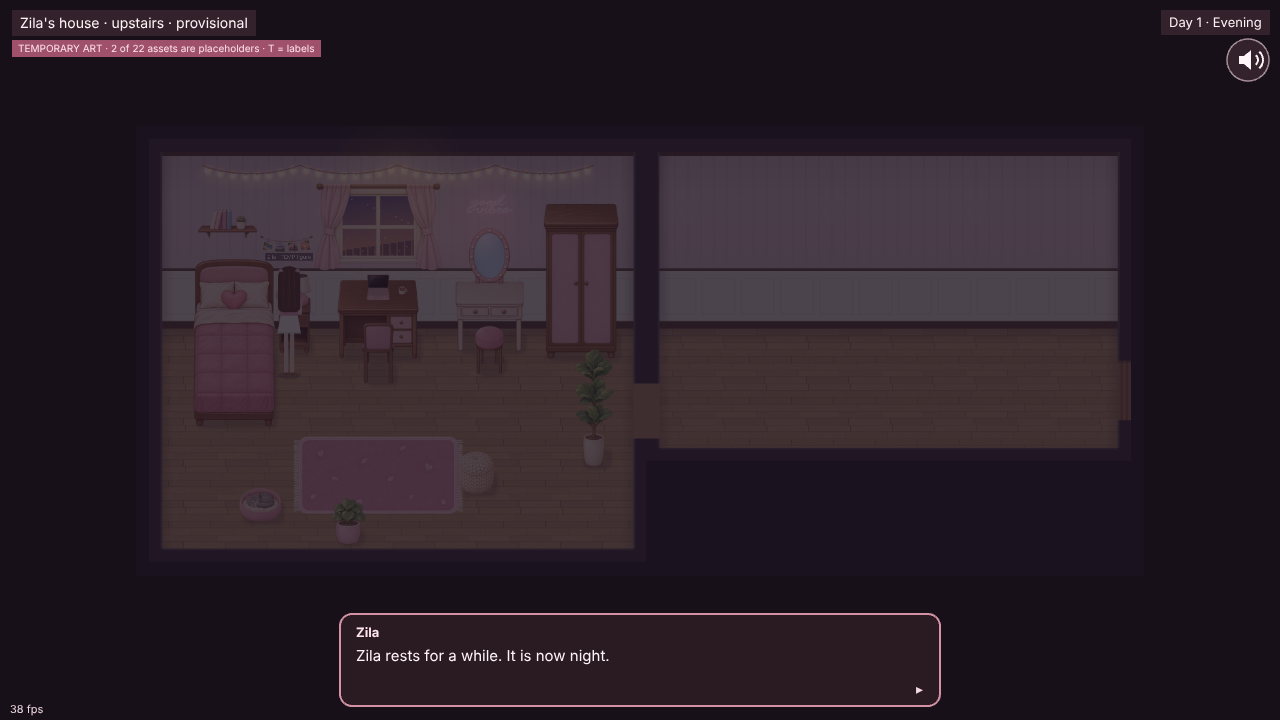 Zila's house · upstairs · provisional
Day 1 · Evening
TEMPORARY ART · 2 of 22 assets are placeholders · T = labels
good
Zila
Zila rests for a while. It is now night.
38 fps